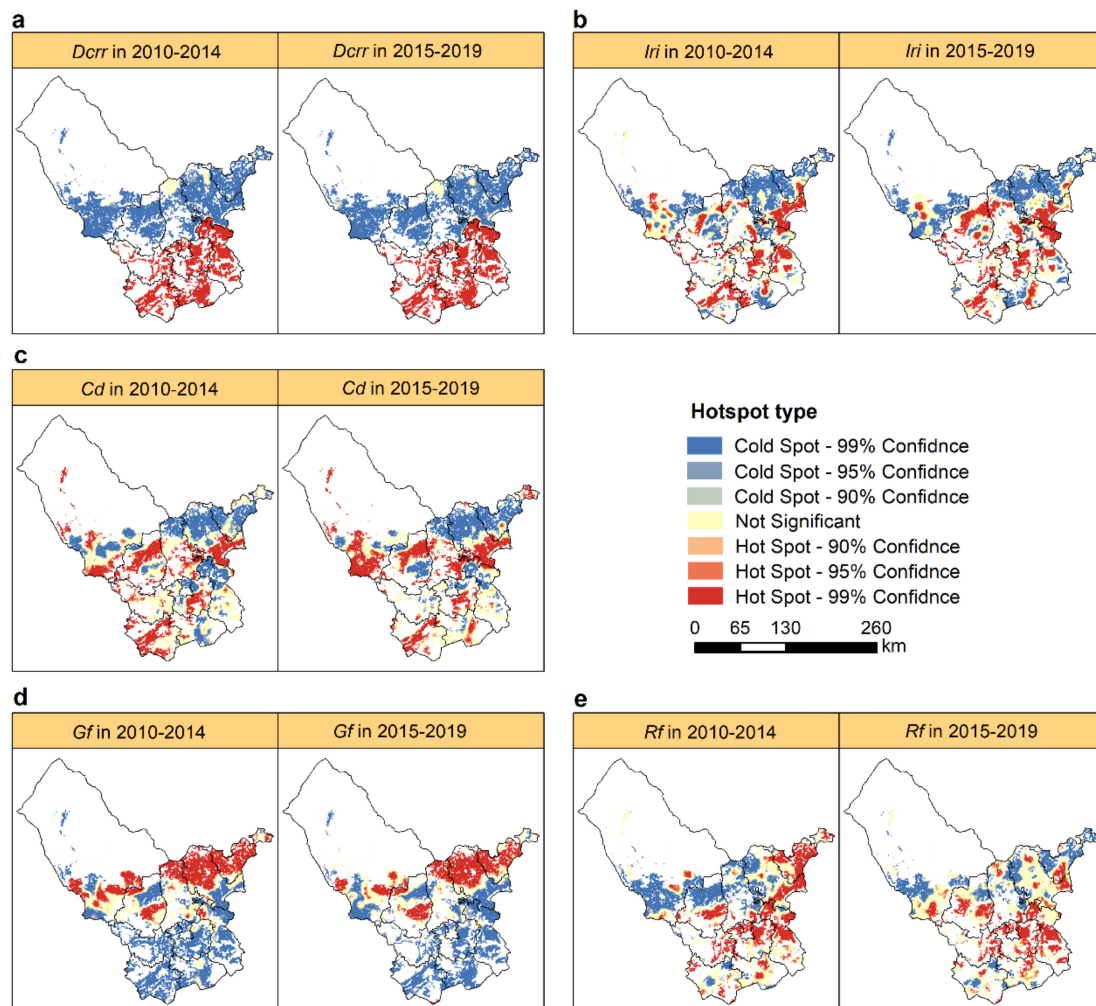 a
b
Dcrr in 2010-2014
Dcrr in 2015-2019
Iri in 2010-2014
Iri in 2015-2019
c
Cd in 2010-2014
Cd in 2015-2019
Hotspot type
Cold Spot - 99% Confidnce
Cold Spot - 95% Confidnce
Cold Spot - 90% Confidnce
Not Significant
Hot Spot - 90% Confidnce
Hot Spot - 95% Confidnce
Hot Spot - 99% Confidnce
0 65 130 260
km
d
e
Gf in 2010-2014
Gf in 2015-2019
Rf in 2010-2014
Rf in 2015-2019